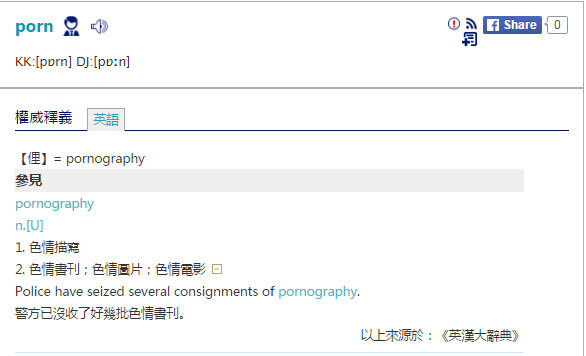 porn
Share 0
KK:[pɒrn] DJ:[pɒːn]
權威釋義 英語
【俚】= pornography
參見
pornography
n.[U]
1. 色情描寫
2. 色情書刊；色情圖片；色情電影
Police have seized several consignments of pornography.
警方已沒收了好幾批色情書刊。
以上來源於：《英漢大辭典》